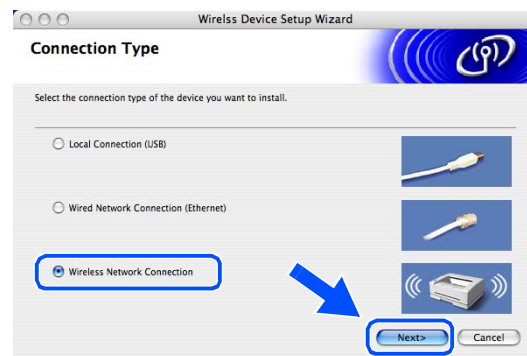 Wirelss Device Setup Wizard
Connection Type
Select the connection type of the device you want to install.
Local Connection (USB)
Wired Network Connection (Ethernet)
Wireless Network Connection
Next> Cancel